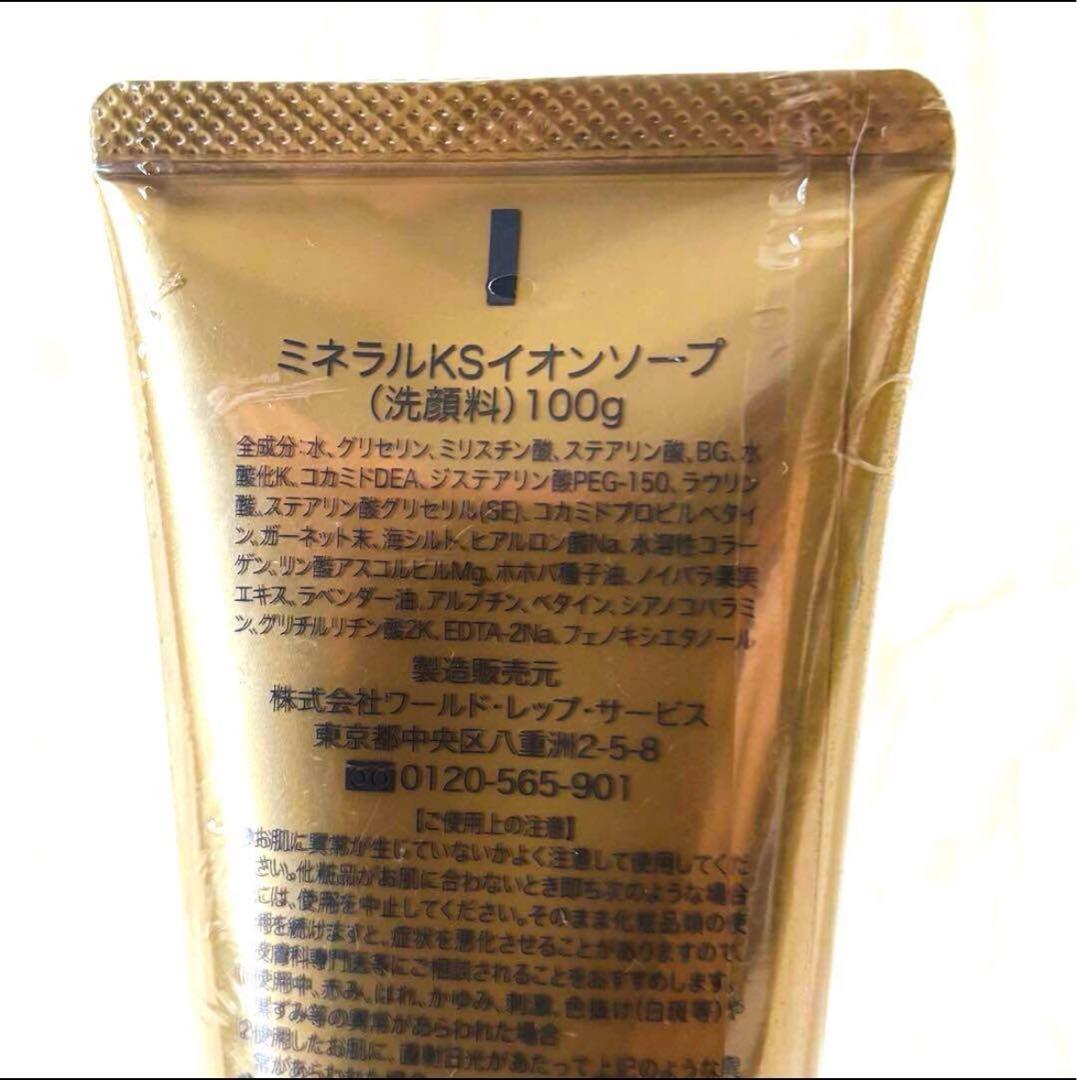 ミネラルKSイオンソープ
(洗顔料)100g
全成分:水、グリセリン、ミリスチン酸、ステアリン酸、BG、水
酸化K、コカミドDEA、ジステアリン酸PEG-150、ラウリン
酸、ステアリン酸グリセリル(SE)、コカミドプロピルベタイ
ン、ガーネット末、海シルト、ヒアルロン酸Na、水溶性コラー
ゲン、リン酸アスコルビルMg、ホホバ種子油、ノイバラ果実
エキス、ラベンダー油、アルブチン、ベタイン、シアノコバラミ
ン、グリチルリチン酸2K、EDTA-2Na、フェノキシエタノール
製造販売元
株式会社ワールド・レップ・サービス
東京都中央区八重洲2-5-8
0120-565-901
【ご使用上の注意】
お肌に異常が生じていないかよく注意して使用してくだ
さい。化粧品がお肌に合わないとき即ち次のような場合
には、使用を中止してください。そのまま化粧品類の使
用を続けますと、症状を悪化させることがありますので、
皮膚科専門医等にご相談されることをおすすめします。
①使用中、赤み、はれ、かゆみ、刺激、色抜け(白斑等)や
黒ずみ等の異常があらわれた場合
②使用したお肌に、直射日光があたって上記のような異
常があらわれた場合